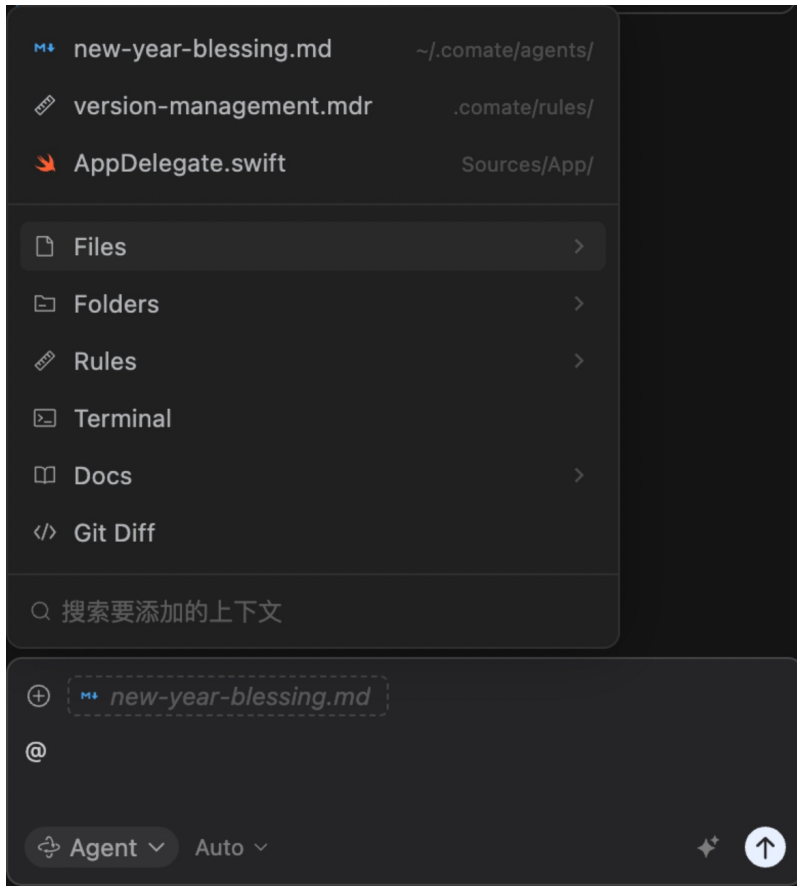 M↓ new-year-blessing.md ~/.comate/agents/
version-management.mdr .comate/rules/
AppDelegate.swift Sources/App/
Files
Folders
Rules
Terminal
Docs
Git Diff
搜索要添加的上下文
M↓ new-year-blessing.md
@
Agent Auto